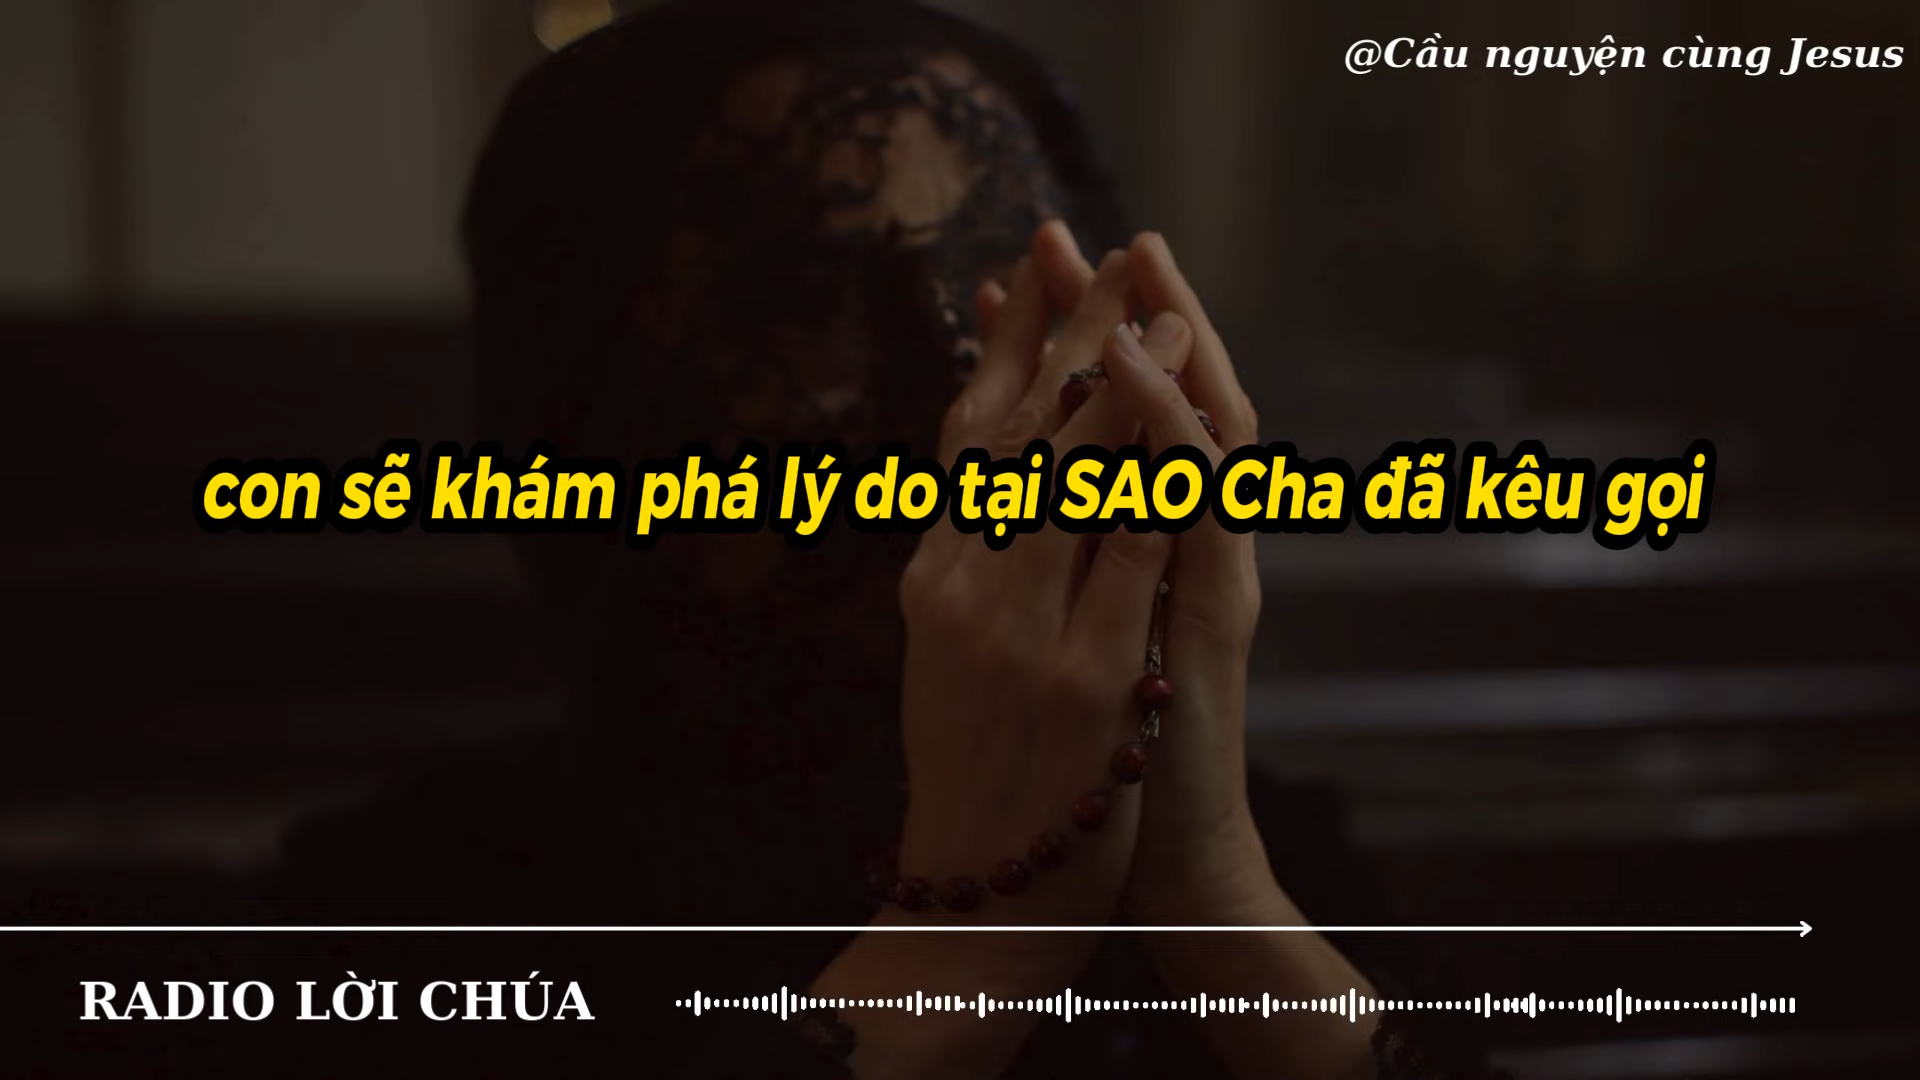 @Cầu nguyện cùng Jesus
con sẽ khám phá lý do tại SAO Cha đã kêu gọi
RADIO LỜI CHÚA